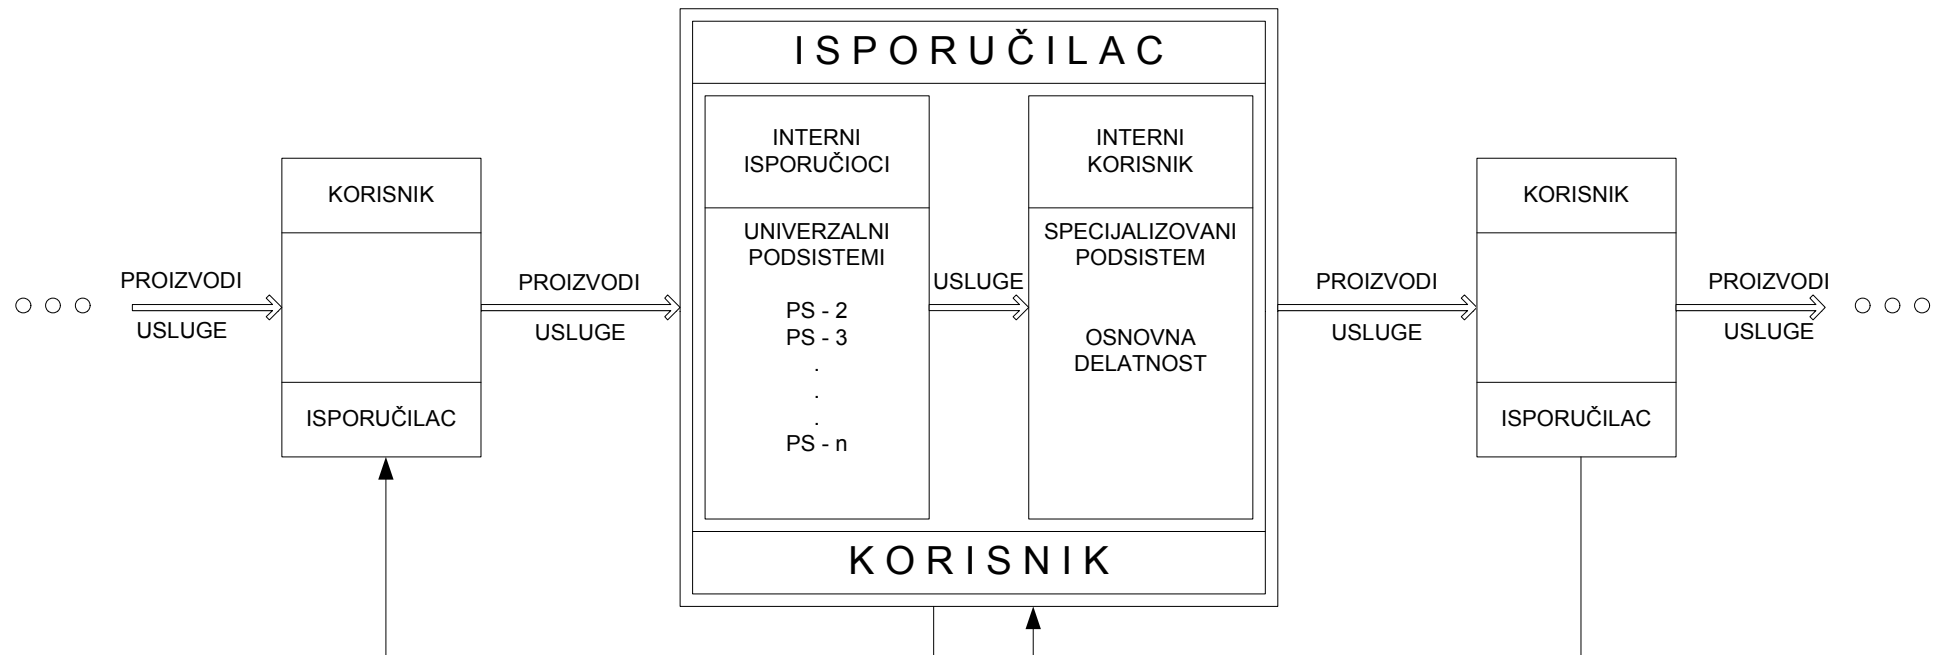 ISPORUČILAC
INTERNI
ISPORUČIOCI
INTERNI
KORISNIK
KORISNIK
KORISNIK
UNIVERZALNI
PODSISTEMI
SPECIJALIZOVANI
PODSISTEM
PROIZVODI
USLUGE
PROIZVODI
USLUGE
PS - 2
PS - 3
.
.
.
PS - n
USLUGE
OSNOVNA
DELATNOST
PROIZVODI
USLUGE
PROIZVODI
USLUGE
ISPORUČILAC
ISPORUČILAC
KORISNIK